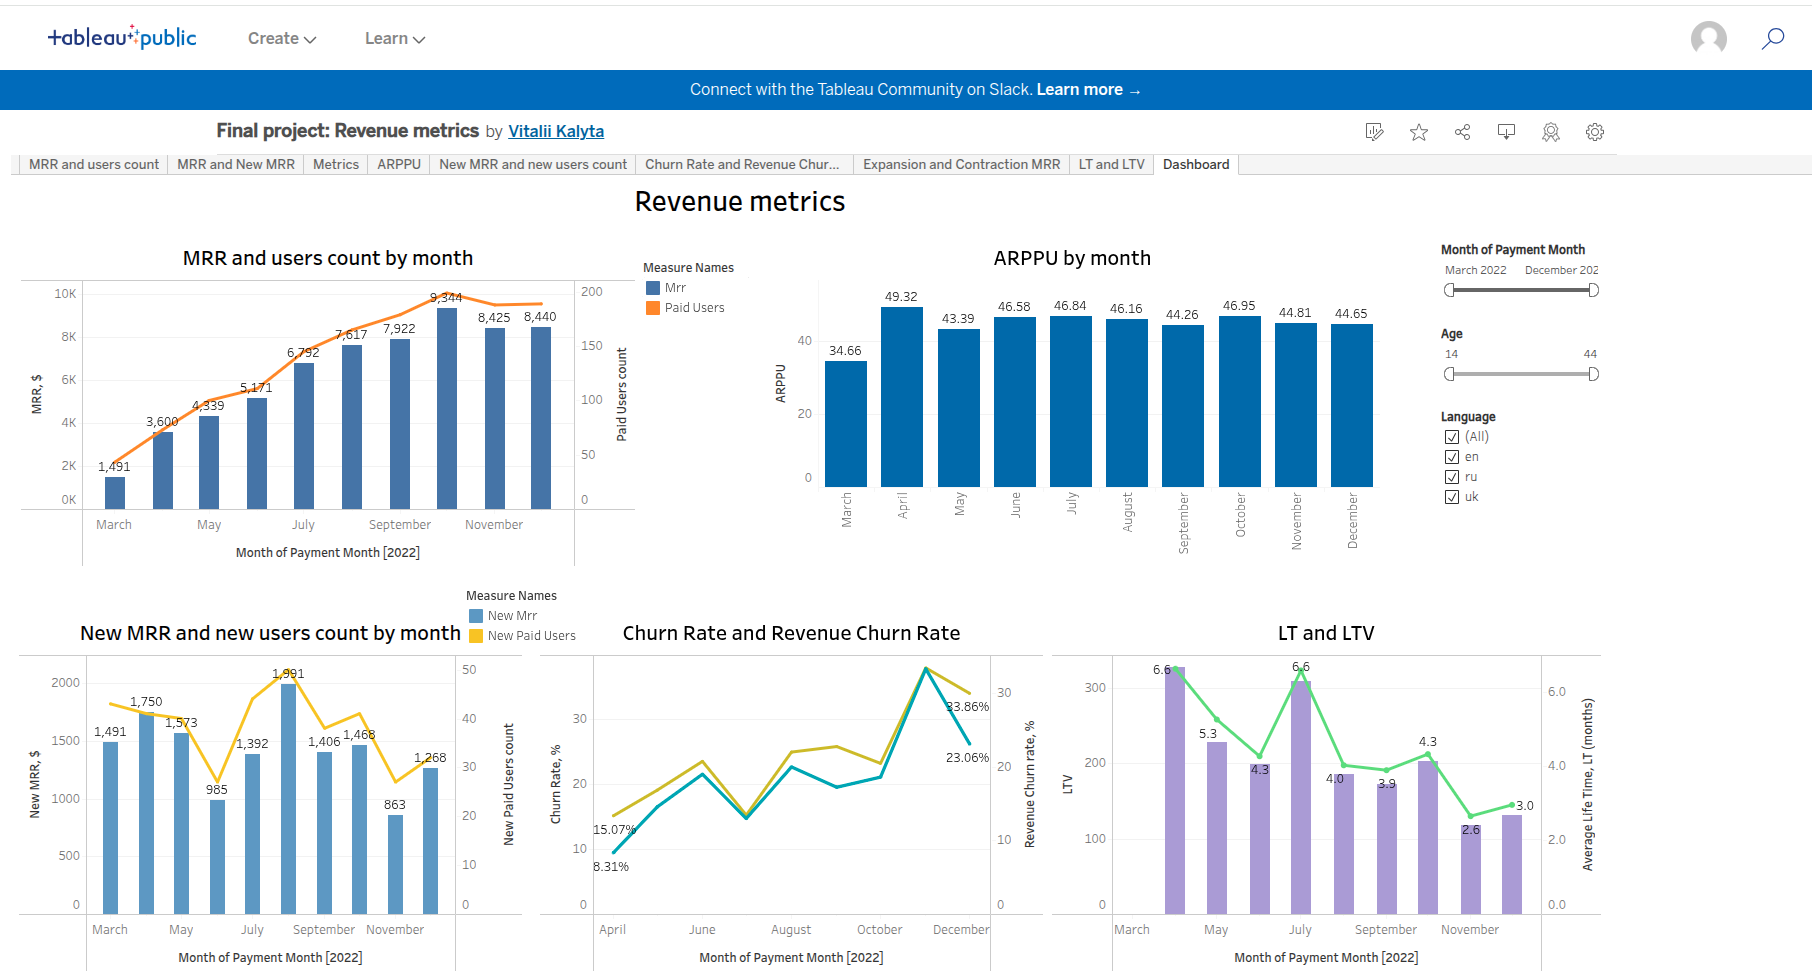 +ableau+public
Create
Learn
Connect with the Tableau Community on Slack. Learn more →
Final project: Revenue metrics by Vitalii Kalyta
MRR and users count
MRR and New MRR
Metrics
ARPPU
New MRR and new users count
Churn Rate and Revenue Chur...
Expansion and Contraction MRR
LT and LTV
Dashboard
Revenue metrics
MRR and users count by month
10K
8K
6K
4K
2K
0K
MRR, $
1,491
3,600
4,339
5,171
6,792
7,617
7,922
9,344
8,425
8,440
200
150
100
50
0
Paid Users count
March
May
July
September
November
Month of Payment Month [2022]
Measure Names
Mrr
Paid Users
ARPPU by month
ARPPU
40
20
0
34.66
49.32
43.39
46.58
46.84
46.16
44.26
46.95
44.81
44.65
March
April
May
June
July
August
September
October
November
December
Month of Payment Month
March 2022
December 202
Age
14
44
Language
(All)
en
ru
uk
Measure Names
New Mrr
New Paid Users
New MRR and new users count by month
New MRR, $
2000
1500
1000
500
0
1,491
1,750
1,573
985
1,392
1,991
1,406
1,468
863
1,268
50
40
30
20
10
0
New Paid Users count
March
May
July
September
November
Month of Payment Month [2022]
Churn Rate and Revenue Churn Rate
Churn Rate, %
30
20
10
0
15.07%
8.31%
33.86%
23.06%
30
20
10
0
Revenue Churn rate, %
April
June
August
October
December
Month of Payment Month [2022]
LT and LTV
LTV
300
200
100
0
6.6
5.3
4.3
6.6
4.0
3.9
4.3
2.6
3.0
6.0
4.0
2.0
0.0
Average Life Time, LT (months)
March
May
July
September
November
Month of Payment Month [2022]